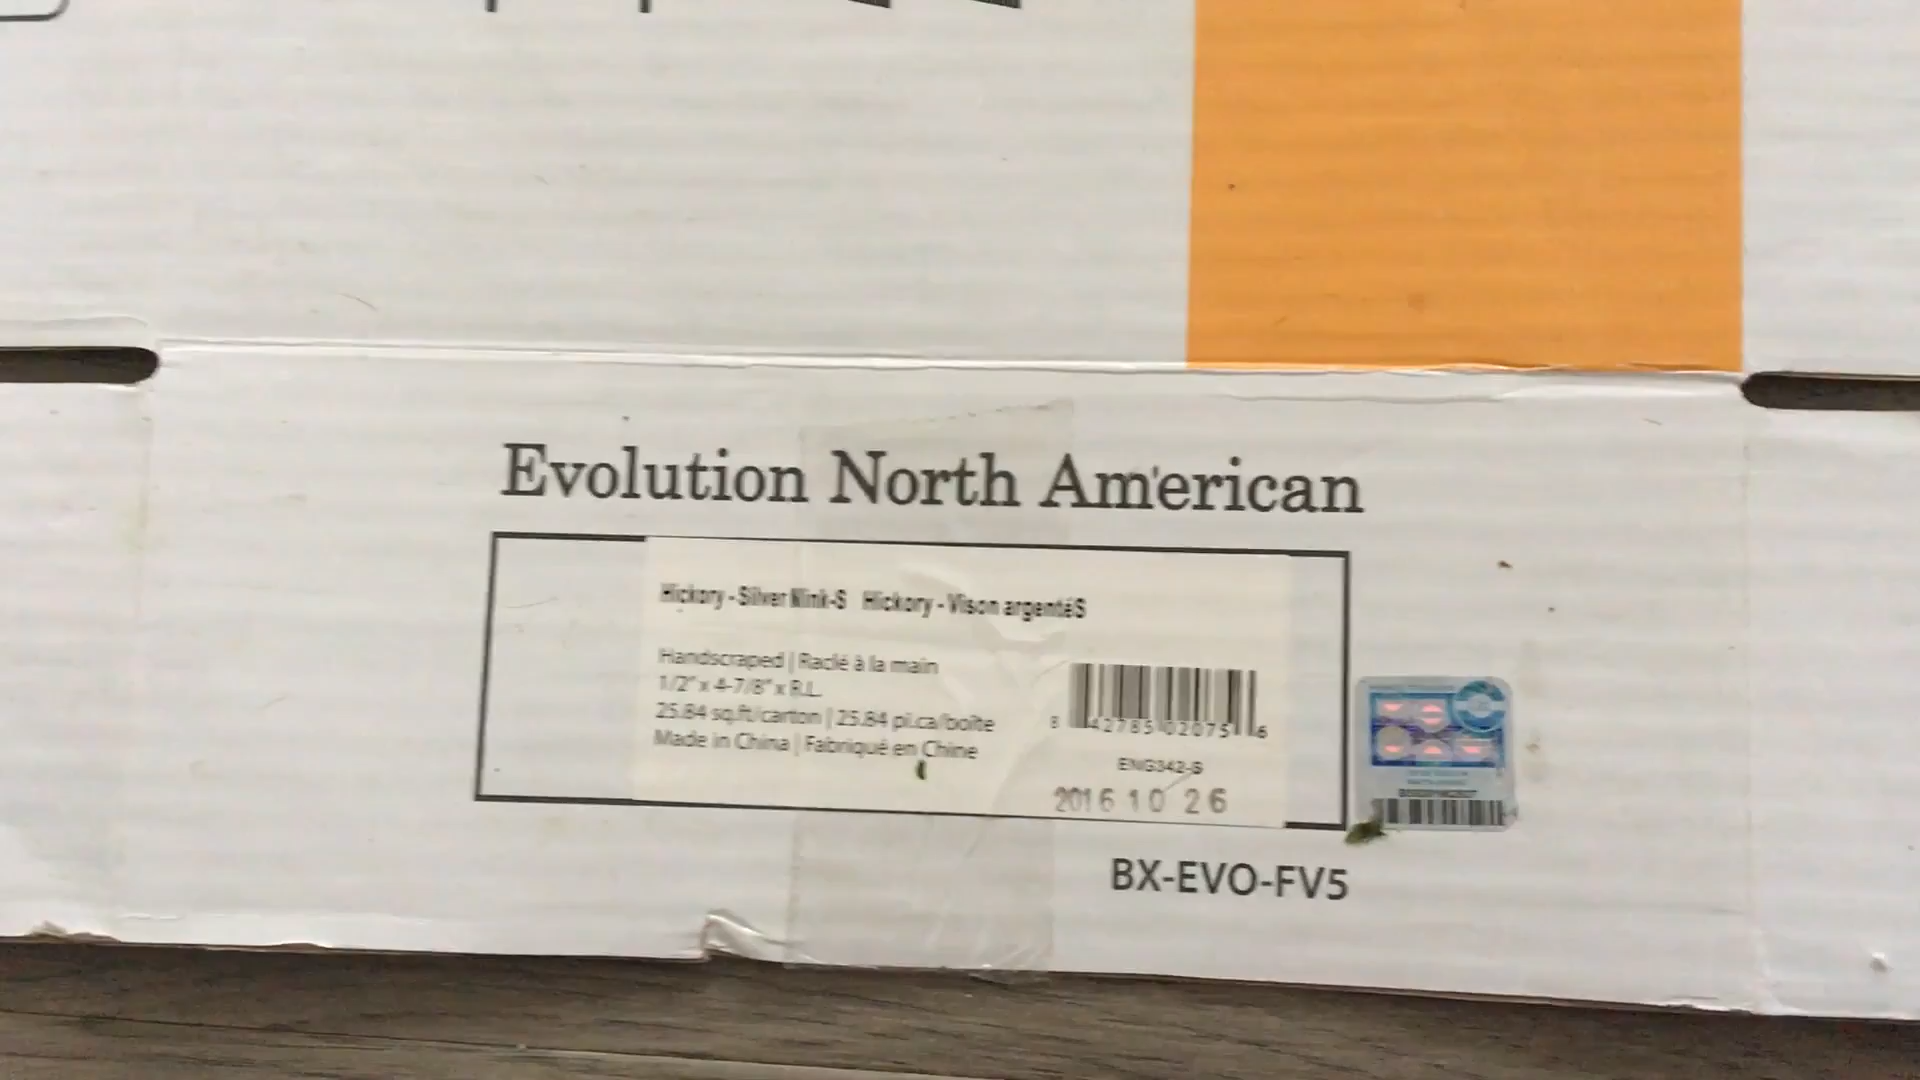 Evolution North American
Hickory - Silver Mink-S Hickory - Vison argentéS
Handscraped | Raclé à la main
1/2" x 4-7/8" x R.L.
25.84 sq.ft/carton | 25.84 pi.ca/boîte
Made in China | Fabriqué en Chine
8 42785 02075 6
ENG342-S
2016 10 26
BX-EVO-FV5